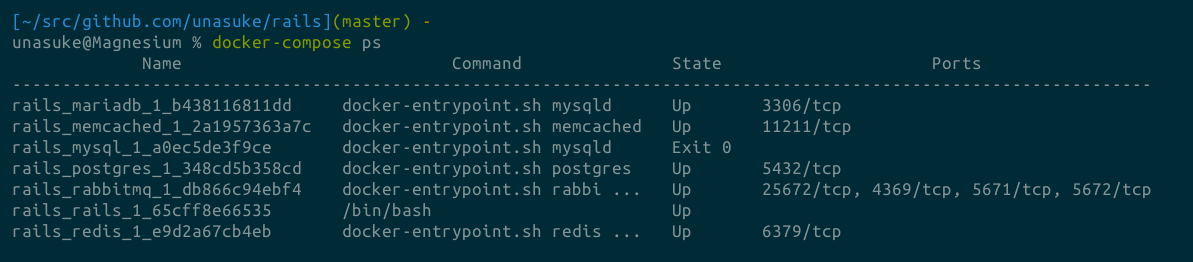 [~/src/github.com/unasuke/rails](master) -
unasuke@Magnesium % docker-compose ps
Name Command State Ports
-------------------------------------------------------------------------------------------------------------------
rails_mariadb_1_b438116811dd docker-entrypoint.sh mysqld Up 3306/tcp
rails_memcached_1_2a1957363a7c docker-entrypoint.sh memcached Up 11211/tcp
rails_mysql_1_a0ec5de3f9ce docker-entrypoint.sh mysqld Exit 0
rails_postgres_1_348cd5b358cd docker-entrypoint.sh postgres Up 5432/tcp
rails_rabbitmq_1_db866c94ebf4 docker-entrypoint.sh rabbi ... Up 25672/tcp, 4369/tcp, 5671/tcp, 5672/tcp
rails_rails_1_65cff8e66535 /bin/bash Up
rails_redis_1_e9d2a67cb4eb docker-entrypoint.sh redis ... Up 6379/tcp